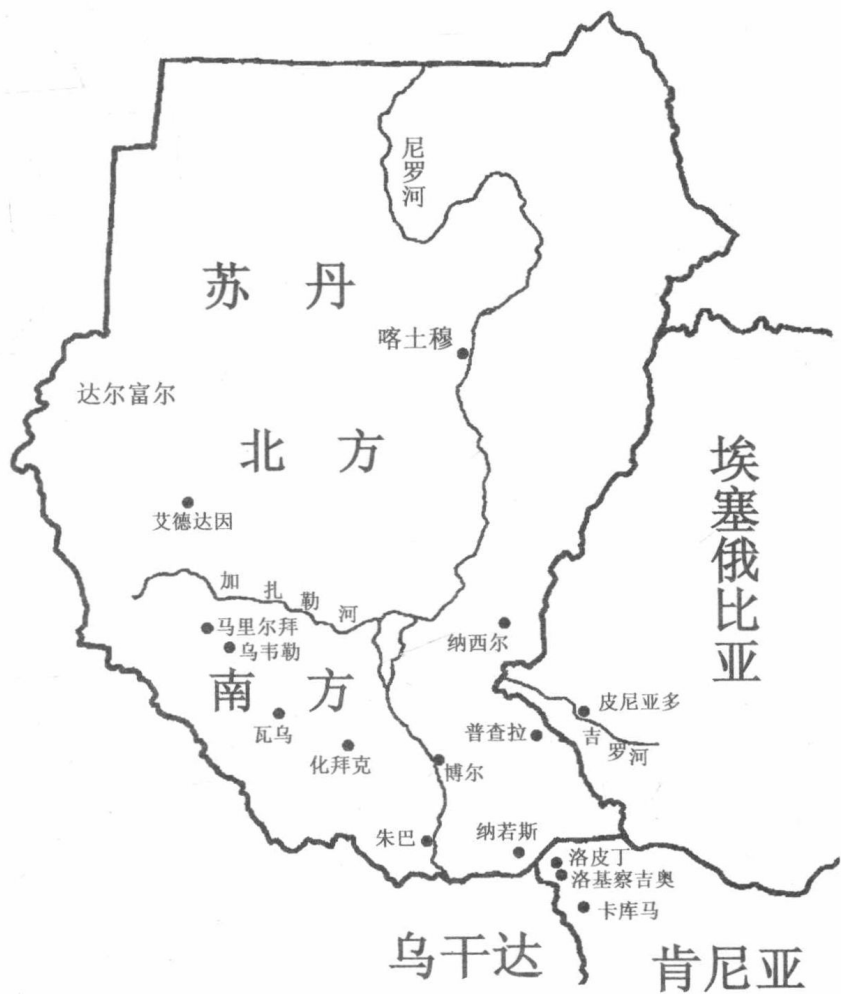 尼罗河
苏丹
喀土穆
达尔富尔
北方
埃塞俄比亚
艾德达因
加扎勒河
马里尔拜
纳西尔
乌韦勒
南方
皮尼亚多
瓦乌
普查拉
吉罗河
化拜克
博尔
朱巴
纳若斯
洛皮丁
洛基察吉奥
卡库马
乌干达
肯尼亚